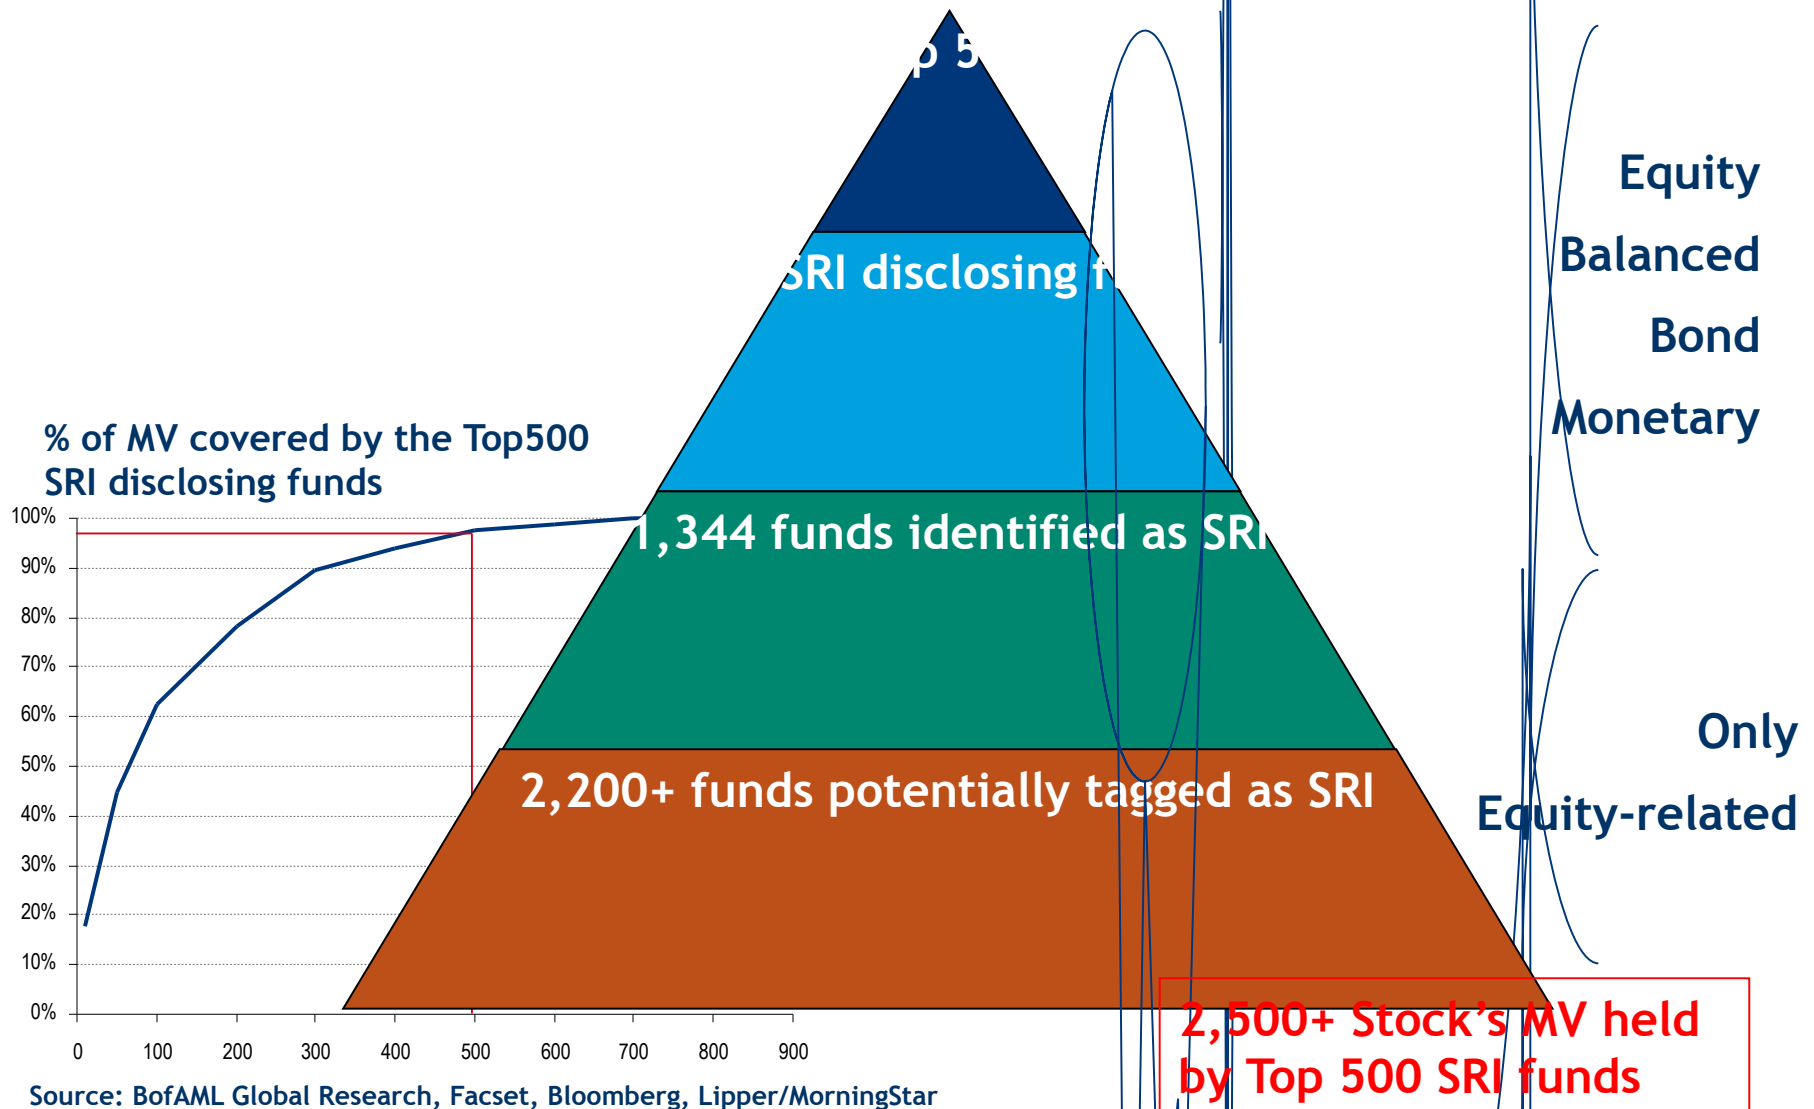 p 5
SRI disclosing f
1,344 funds identified as SRI
2,200+ funds potentially tagged as SRI
Equity
Balanced
Bond
Monetary
Only
Equity-related
% of MV covered by the Top500
SRI disclosing funds
100%
90%
80%
70%
60%
50%
40%
30%
20%
10%
0%
0 100 200 300 400 500 600 700 800 900
2,500+ Stock’s MV held
by Top 500 SRI funds
Source: BofAML Global Research, Facset, Bloomberg, Lipper/MorningStar